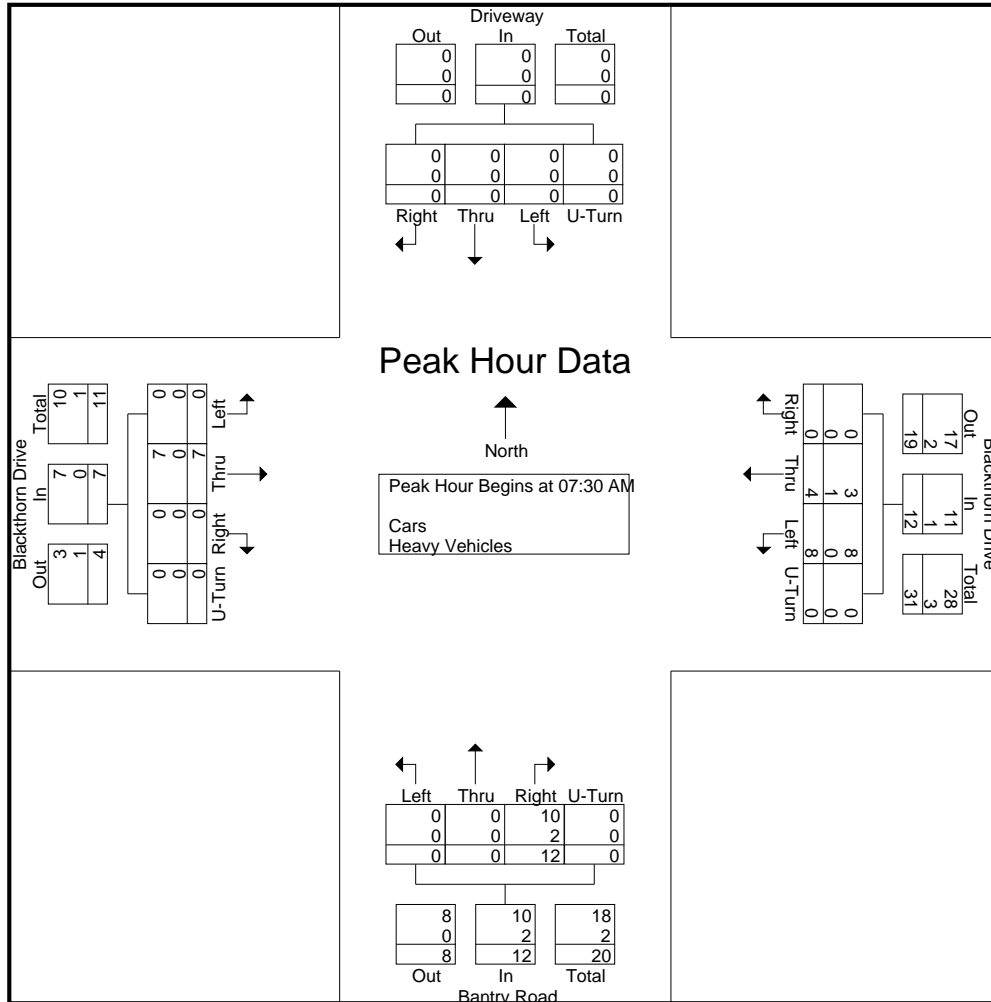 Driveway
Out In Total
0 0 0
0 0 0
0 0 0
0 0 0 0
0 0 0 0
0 0 0 0
Right Thru Left U-Turn
Peak Hour Data
North
Peak Hour Begins at 07:30 AM
Cars
Heavy Vehicles
Blackthorn Drive
Total In Out
10 7 3
1 0 1
11 7 4
0 7 0 0
0 0 0 0
0 7 0 0
Left Thru Right U-Turn
Blackthorn Drive
Out In Total
17 11 28
2 1 3
19 12 31
0 3 8 0
0 1 0 0
0 4 8 0
Right Thru Left U-Turn
Left Thru Right U-Turn
0 0 10 0
0 0 2 0
0 0 12 0
8 10 18
0 2 2
8 12 20
Out In Total
Bantry Road